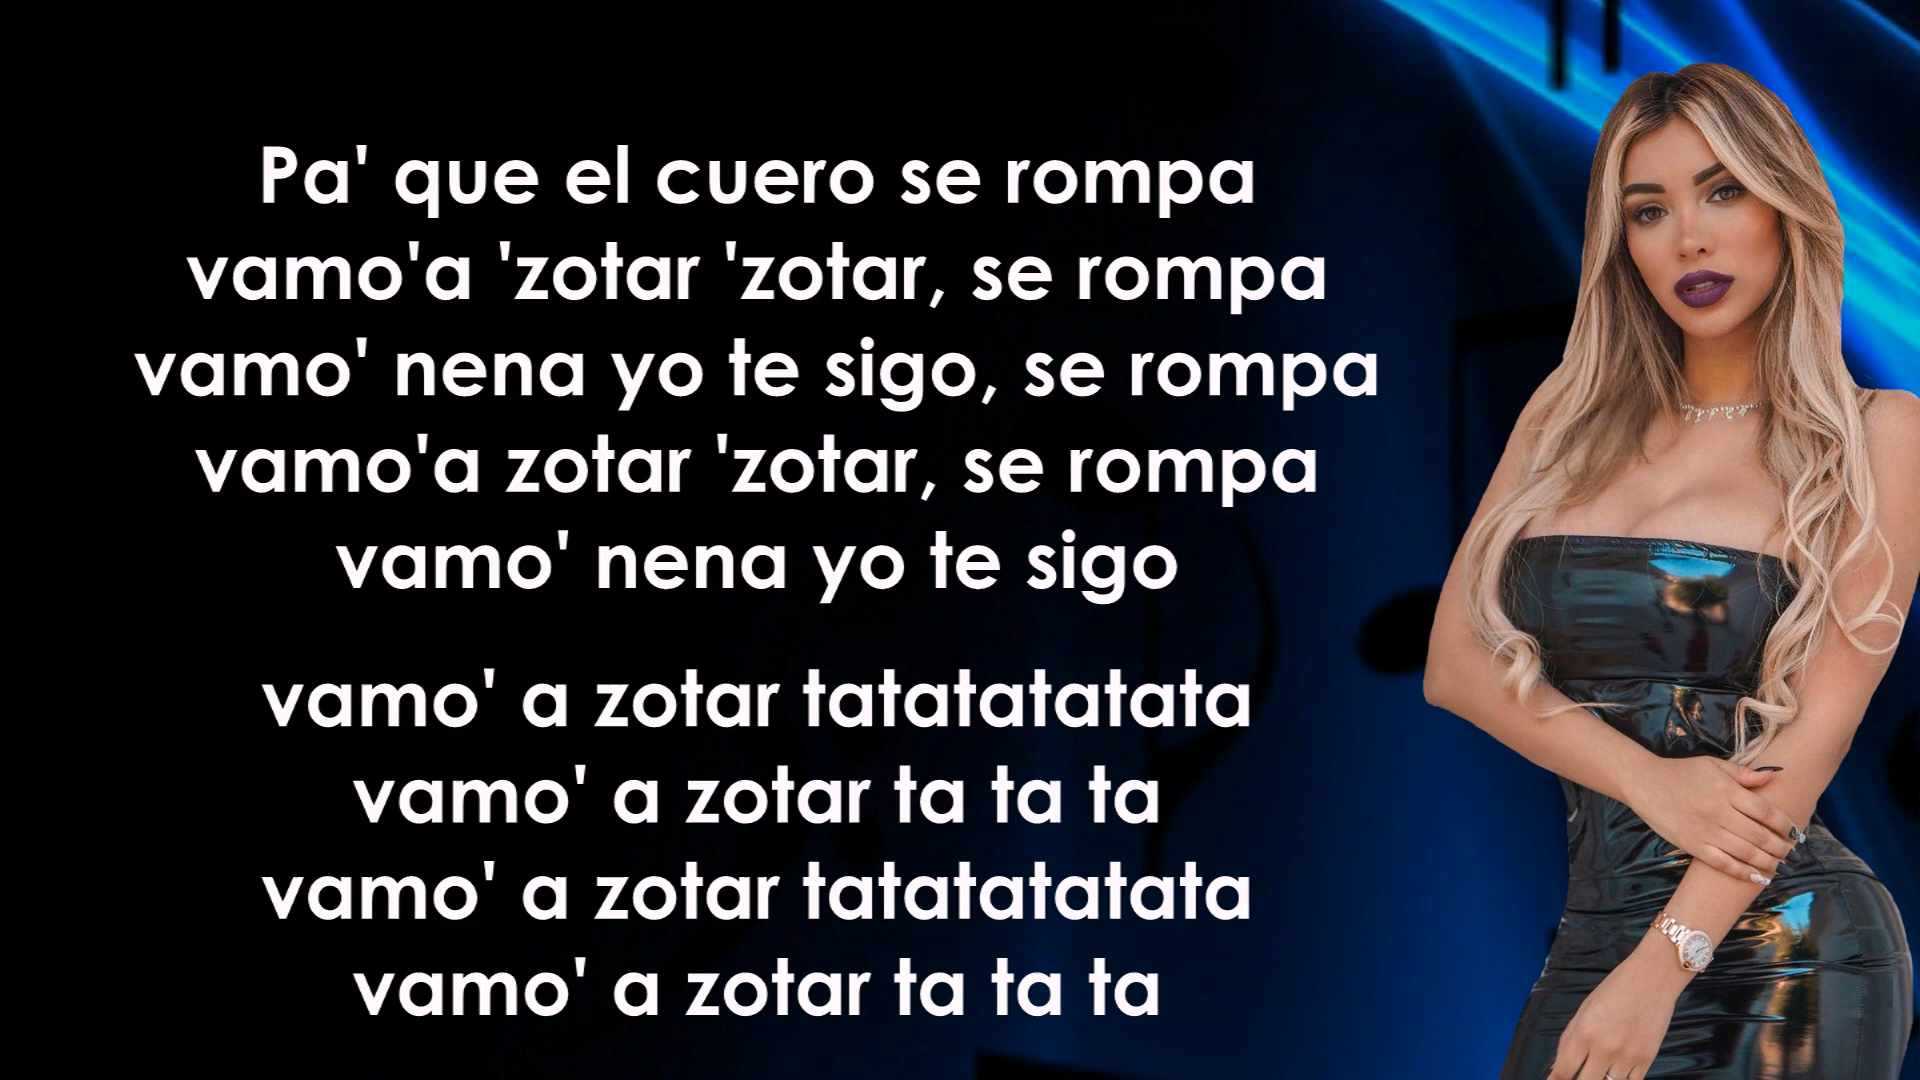 Pa' que el cuero se rompa
vamo'a 'zotar 'zotar, se rompa
vamo' nena yo te sigo, se rompa
vamo'a zotar 'zotar, se rompa
vamo' nena yo te sigo
vamo' a zotar tatatatatata
vamo' a zotar ta ta ta
vamo' a zotar tatatatatata
vamo' a zotar ta ta ta